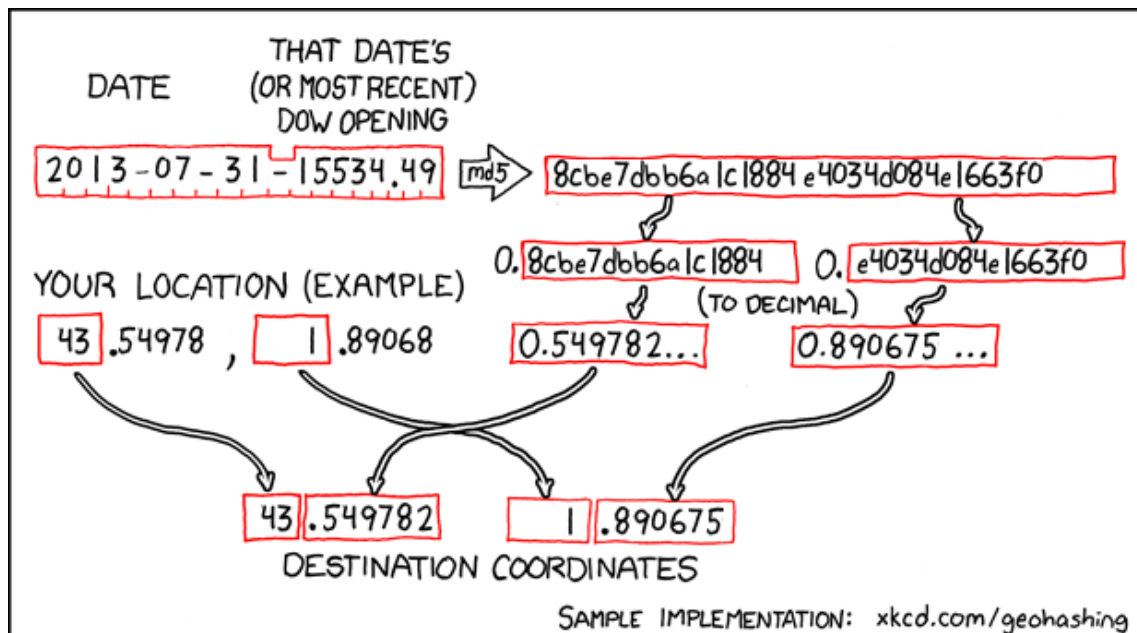 DATE
THAT DATE'S
(OR MOST RECENT)
DOW OPENING
2013-07-31-15534.49
md5
8cbe7dbb6a1c1884e4034d084e1663f0
0.8cbe7dbb6a1c1884
0.e4034d084e1663f0
YOUR LOCATION (EXAMPLE)
(TO DECIMAL)
43.54978, 1.89068
0.549782...
0.890675...
43.549782
1.890675
DESTINATION COORDINATES
SAMPLE IMPLEMENTATION: xkcd.com/geohashing